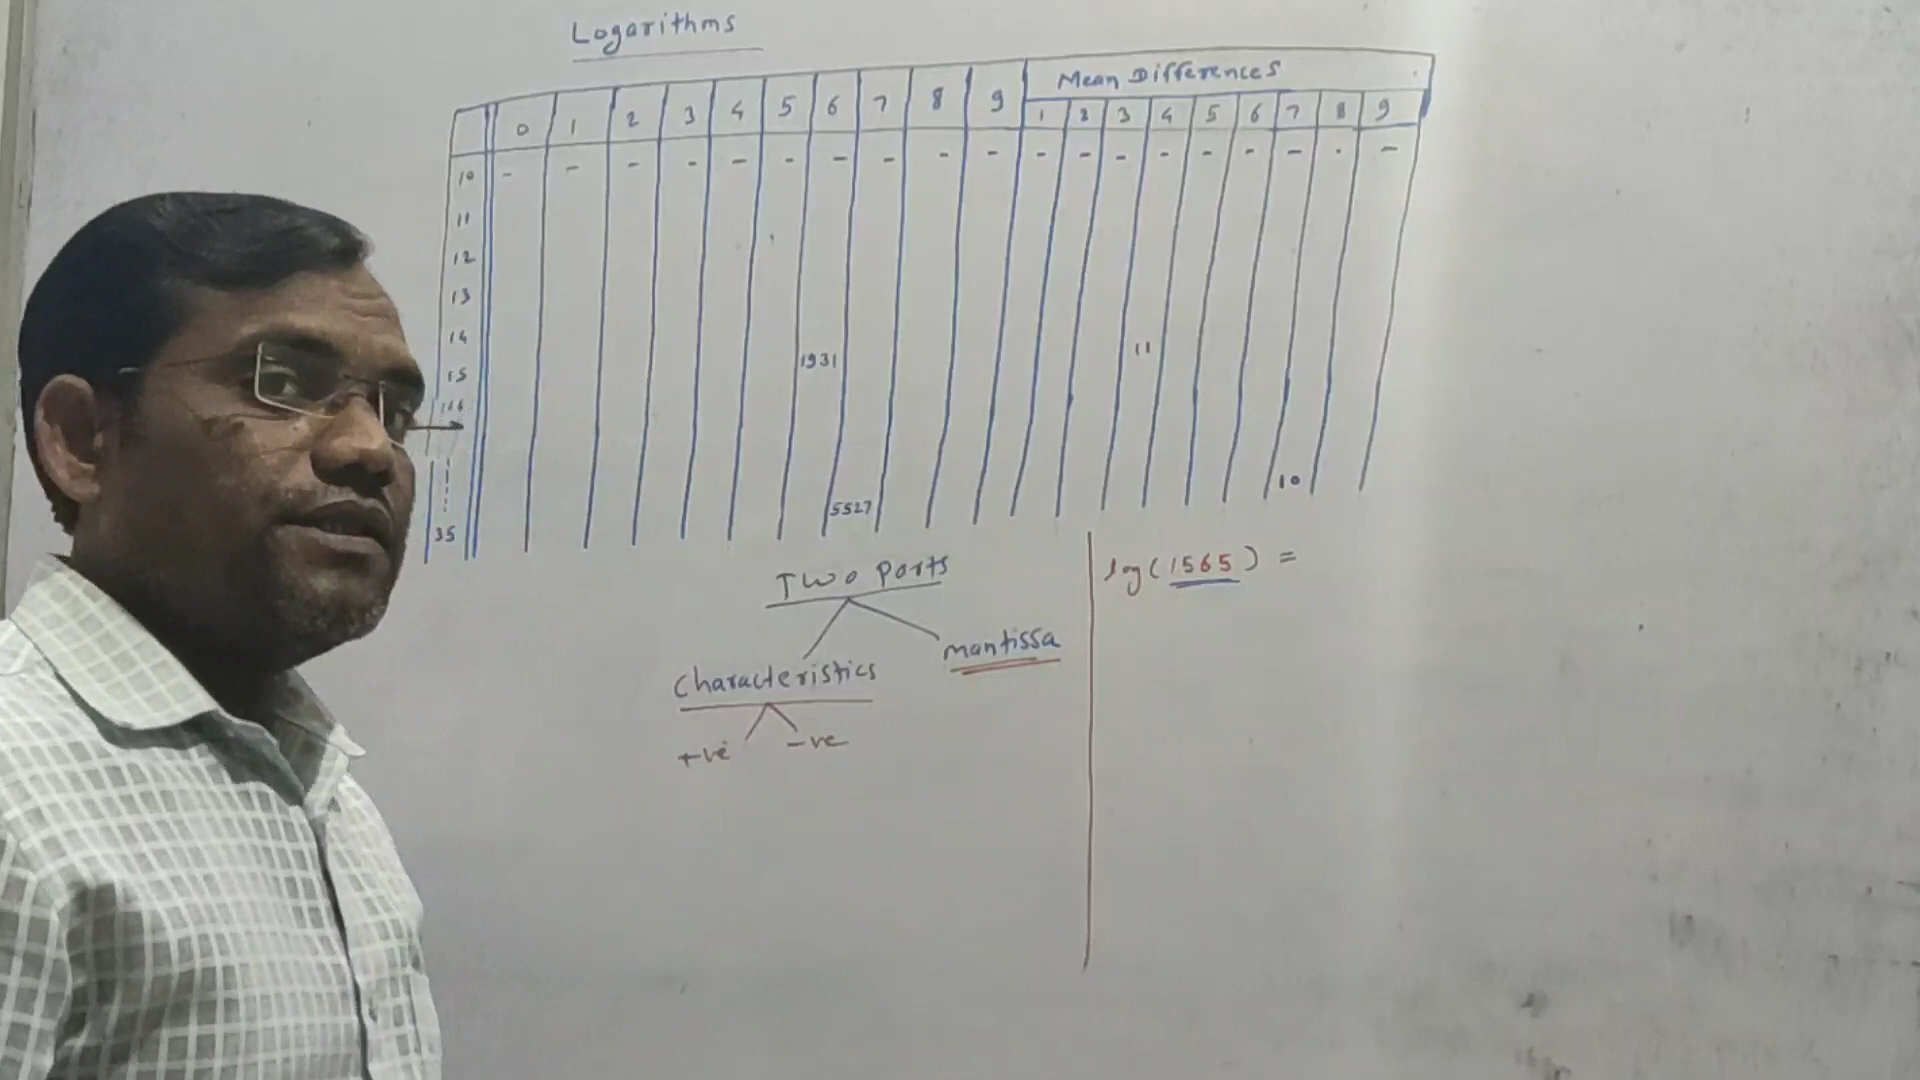 Logarithms
Mean Differences
0 1 2 3 4 5 6 7 8 9 1 2 3 4 5 6 7 8 9
10 - - - - - - - - - - - - - - - - - . -
11
12
13
14
15 1931 11
35 5527 10
Two Parts
log(1565) =
mantissa
Characteristics
+ve -ve